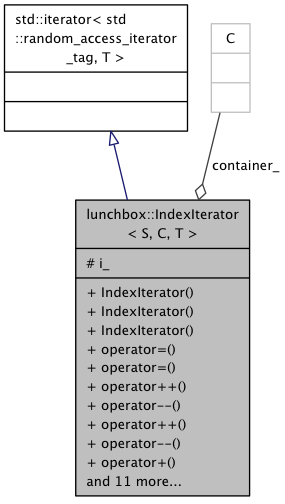 std::iterator< std
::random_access_iterator
_tag, T >
C
container_
lunchbox::IndexIterator
< S, C, T >
# i_
+ IndexIterator()
+ IndexIterator()
+ IndexIterator()
+ operator=()
+ operator=()
+ operator++()
+ operator--()
+ operator++()
+ operator--()
+ operator+()
and 11 more...